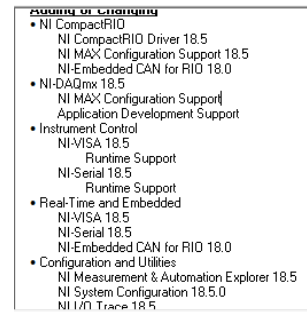 Adding or Changing
• NI CompactRIO
NI CompactRIO Driver 18.5
NI MAX Configuration Support 18.5
NI-Embedded CAN for RIO 18.0
• NI-DAQmx 18.5
NI MAX Configuration Support
Application Development Support
• Instrument Control
NI-VISA 18.5
Runtime Support
NI-Serial 18.5
Runtime Support
• Real-Time and Embedded
NI-VISA 18.5
NI-Serial 18.5
NI-Embedded CAN for RIO 18.0
• Configuration and Utilities
NI Measurement & Automation Explorer 18.5
NI System Configuration 18.5.0
NI I/O Trace 18.5